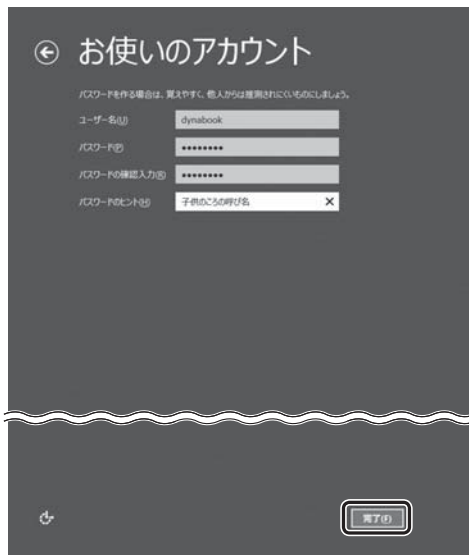 お使いのアカウント
パスワードを作る場合は、覚えやすく、他人からは推測されにくいものにしましょう。
ユーザー名(U)
dynabook
パスワード(P)
••••••••
パスワードの確認入力(R)
••••••••
パスワードのヒント(H)
子供のころの呼び名
完了(F)